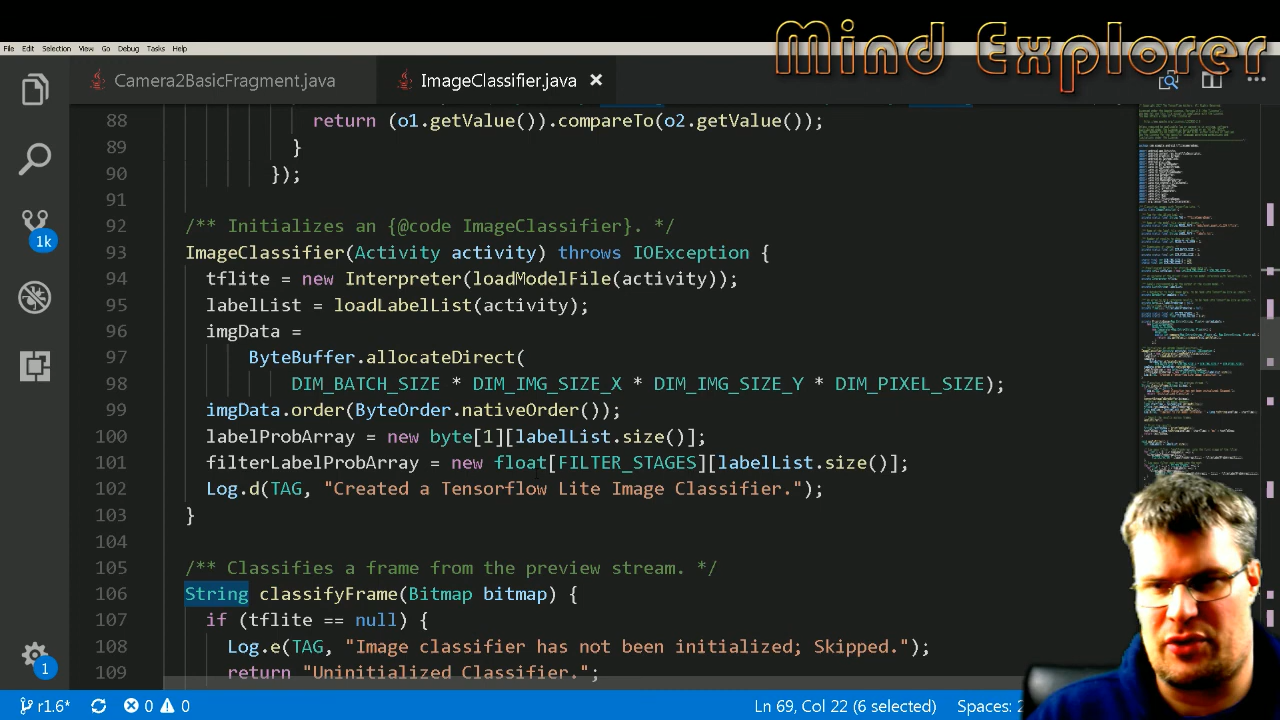 Mind Explorer
File Edit Selection View Go Debug Tasks Help
Camera2BasicFragment.java
ImageClassifier.java ×
88 return (o1.getValue()).compareTo(o2.getValue());
89 }
90 });
91
92 /** Initializes an {@code ImageClassifier}. */
93 ImageClassifier(Activity activity) throws IOException {
94 tflite = new Interpreter(loadModelFile(activity));
95 labelList = loadLabelList(activity);
96 imgData =
97 ByteBuffer.allocateDirect(
98 DIM_BATCH_SIZE * DIM_IMG_SIZE_X * DIM_IMG_SIZE_Y * DIM_PIXEL_SIZE);
99 imgData.order(ByteOrder.nativeOrder());
100 labelProbArray = new byte[1][labelList.size()];
101 filterLabelProbArray = new float[FILTER_STAGES][labelList.size()];
102 Log.d(TAG, "Created a Tensorflow Lite Image Classifier.");
103 }
104
105 /** Classifies a frame from the preview stream. */
106 String classifyFrame(Bitmap bitmap) {
107 if (tflite == null) {
108 Log.e(TAG, "Image classifier has not been initialized; Skipped.");
109 return "Uninitialized Classifier.";
1k
1
r1.6* 0 0 Ln 69, Col 22 (6 selected) Spaces: 2